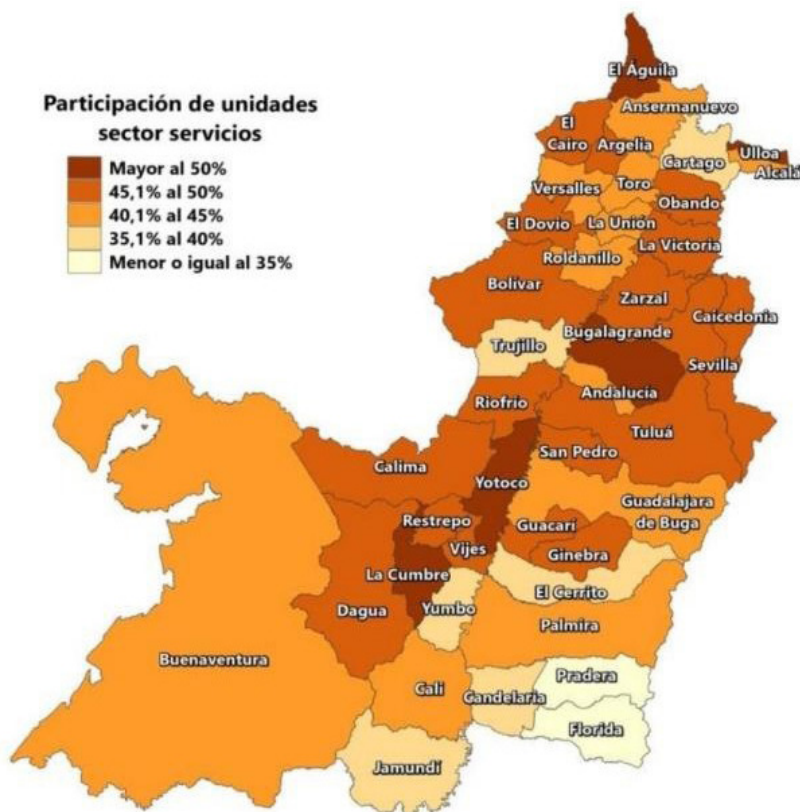 Participación de unidades
sector servicios
Mayor al 50%
45,1% al 50%
40,1% al 45%
35,1% al 40%
Menor o igual al 35%
El Águila
Ansermanuevo
El
Cairo
Argelia
Cartago
Ulloa
Alcalá
Versalles
Toro
Obando
El Dovio
La Unión
La Victoria
Roldanillo
Bolívar
Zarzal
Caicedonia
Bugalagrande
Trujillo
Sevilla
Andalucía
Riofrío
Tuluá
San Pedro
Calima
Yotoco
Guadalajara
de Buga
Restrepo
Guacarí
Vijes
Ginebra
La Cumbre
El Cerrito
Dagua
Yumbo
Palmira
Buenaventura
Pradera
Cali
Candelaria
Florida
Jamundí